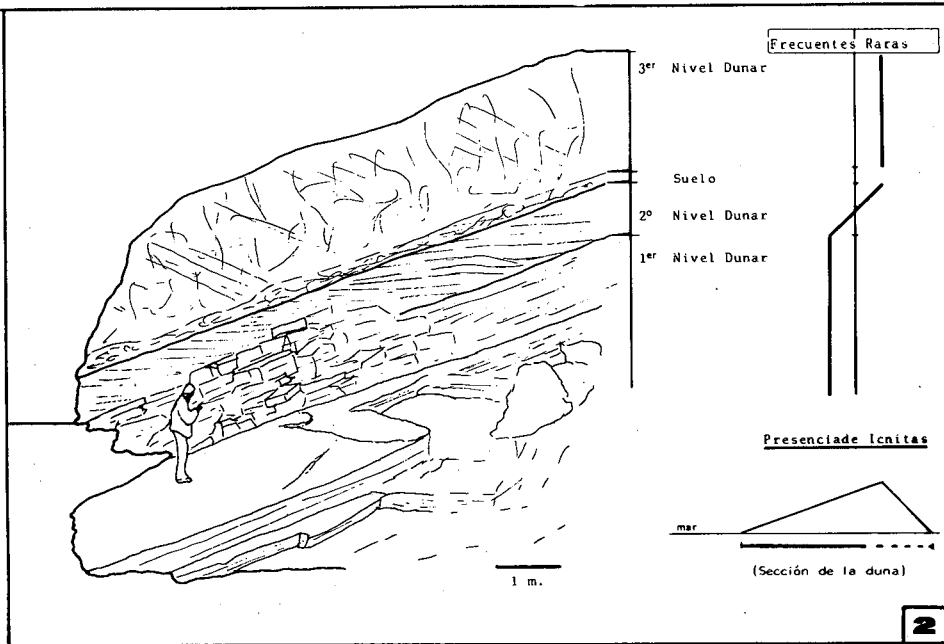 Frecuentes Raras
3er Nivel Dunar
Suelo
2º Nivel Dunar
1er Nivel Dunar
Presenciade Icnitas
mar
(Sección de la duna)
1 m.
2